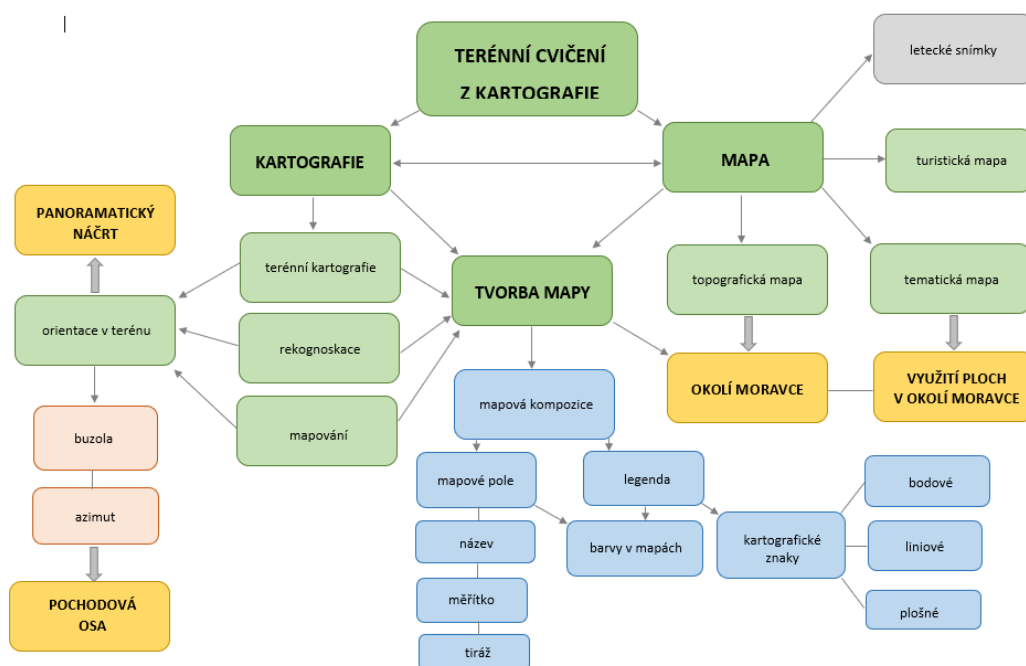 TERÉNNÍ CVIČENÍ
Z KARTOGRAFIE
letecké snímky
KARTOGRAFIE
MAPA
turistická mapa
PANORAMATICKÝ
NÁČRT
terénní kartografie
TVORBA MAPY
topografická mapa
tematická mapa
orientace v terénu
rekognoskace
OKOLÍ MORAVCE
VYUŽITÍ PLOCH
V OKOLÍ MORAVCE
mapová kompozice
mapování
buzola
mapové pole
legenda
bodové
azimut
název
barvy v mapách
kartografické
znaky
liniové
měřítko
plošné
POCHODOVÁ
OSA
tiráž